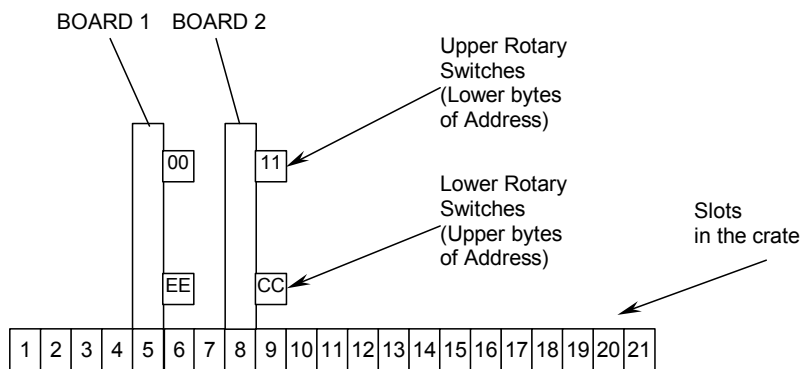 BOARD 1 BOARD 2
Upper Rotary
Switches
(Lower bytes
of Address)
00 11
Lower Rotary
Switches
(Upper bytes
of Address)
Slots
in the crate
EE CC
1 2 3 4 5 6 7 8 9 10 11 12 13 14 15 16 17 18 19 20 21